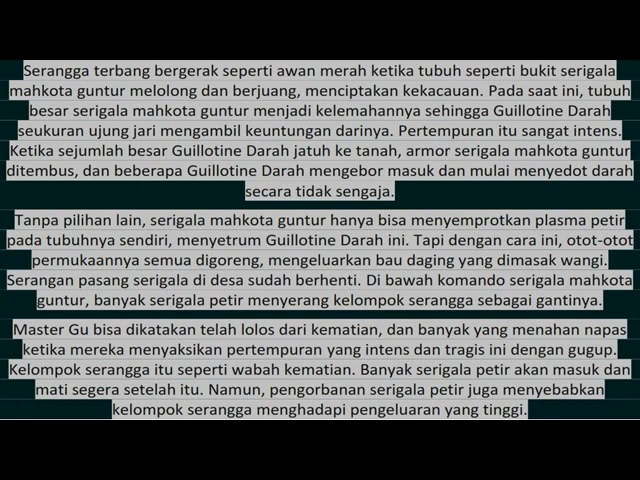 Serangga terbang bergerak seperti awan merah ketika tubuh seperti bukit serigala
mahkota guntur melolong dan berjuang, menciptakan kekacauan. Pada saat ini, tubuh
besar serigala mahkota guntur menjadi kelemahannya sehingga Guillotine Darah
seukuran ujung jari mengambil keuntungan darinya. Pertempuran itu sangat intens.
Ketika sejumlah besar Guillotine Darah jatuh ke tanah, armor serigala mahkota guntur
ditembus, dan beberapa Guillotine Darah mengebor masuk dan mulai menyedot darah
secara tidak sengaja.
Tanpa pilihan lain, serigala mahkota guntur hanya bisa menyemprotkan plasma petir
pada tubuhnya sendiri, menyetrum Guillotine Darah ini. Tapi dengan cara ini, otot-otot
permukaannya semua digoreng, mengeluarkan bau daging yang dimasak wangi.
Serangan pasang serigala di desa sudah berhenti. Di bawah komando serigala mahkota
guntur, banyak serigala petir menyerang kelompok serangga sebagai gantinya.
Master Gu bisa dikatakan telah lolos dari kematian, dan banyak yang menahan napas
ketika mereka menyaksikan pertempuran yang intens dan tragis ini dengan gugup.
Kelompok serangga itu seperti wabah kematian. Banyak serigala petir akan masuk dan
mati segera setelah itu. Namun, pengorbanan serigala petir juga menyebabkan
kelompok serangga menghadapi pengeluaran yang tinggi.